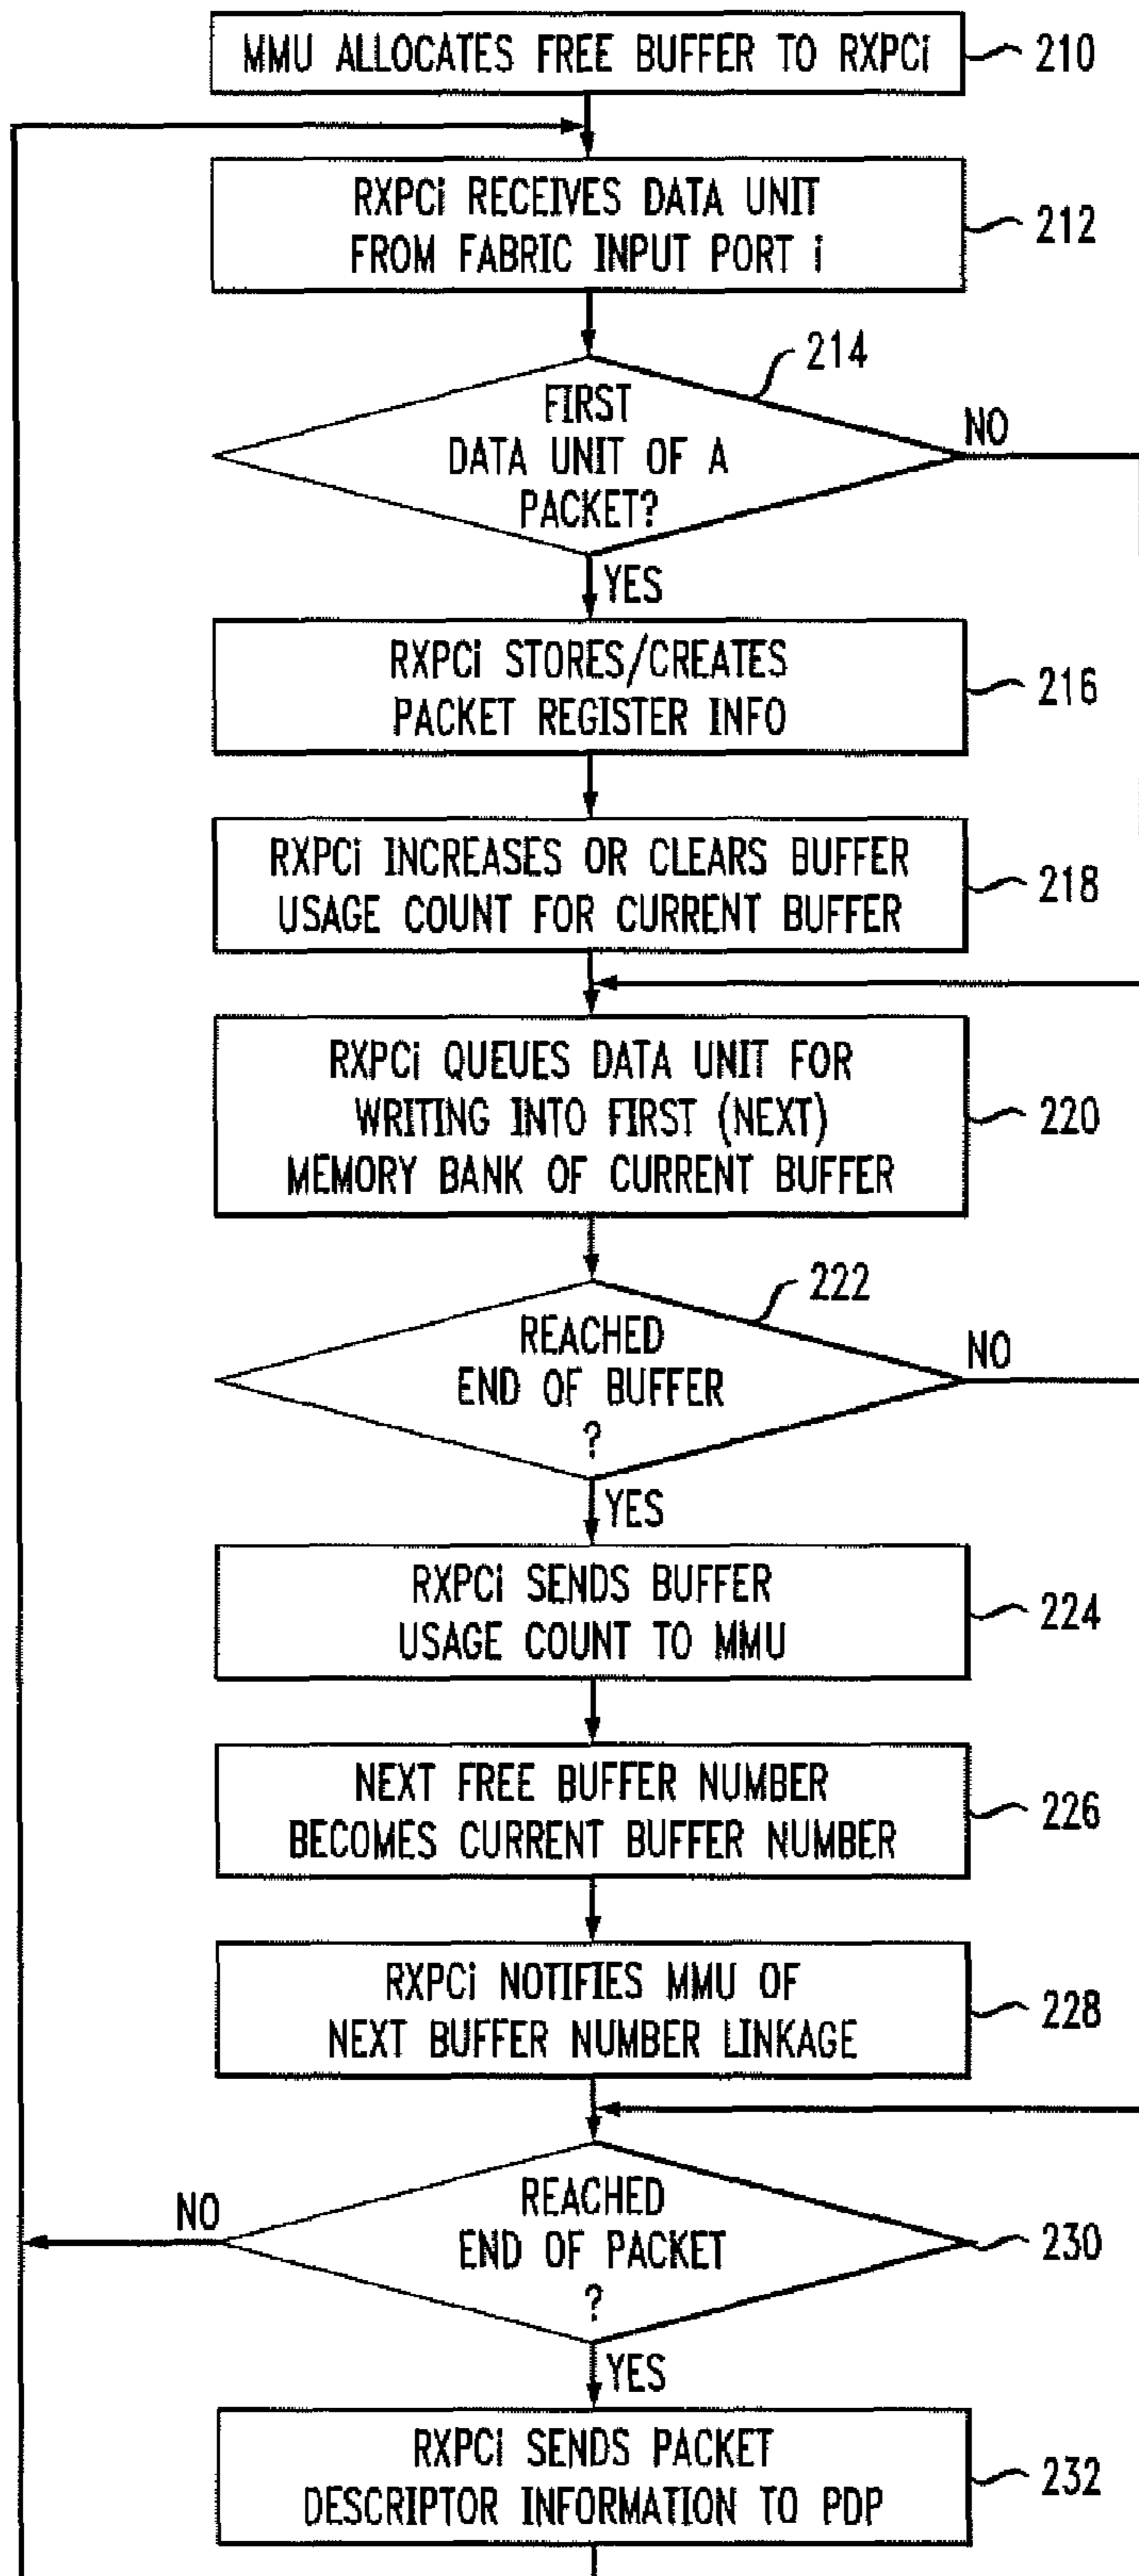 MMU ALLOCATES FREE BUFFER TO RXPCi
210
RXPCi RECEIVES DATA UNIT
FROM FABRIC INPUT PORT i
212
214
FIRST
DATA UNIT OF A
PACKET?
NO
YES
RXPCi STORES/CREATES
PACKET REGISTER INFO
216
RXPCi INCREASES OR CLEARS BUFFER
USAGE COUNT FOR CURRENT BUFFER
218
RXPCi QUEUES DATA UNIT FOR
WRITING INTO FIRST (NEXT)
MEMORY BANK OF CURRENT BUFFER
220
222
REACHED
END OF BUFFER
?
NO
YES
RXPCi SENDS BUFFER
USAGE COUNT TO MMU
224
NEXT FREE BUFFER NUMBER
BECOMES CURRENT BUFFER NUMBER
226
RXPCi NOTIFIES MMU OF
NEXT BUFFER NUMBER LINKAGE
228
NO
REACHED
END OF PACKET
?
230
YES
RXPCi SENDS PACKET
DESCRIPTOR INFORMATION TO PDP
232